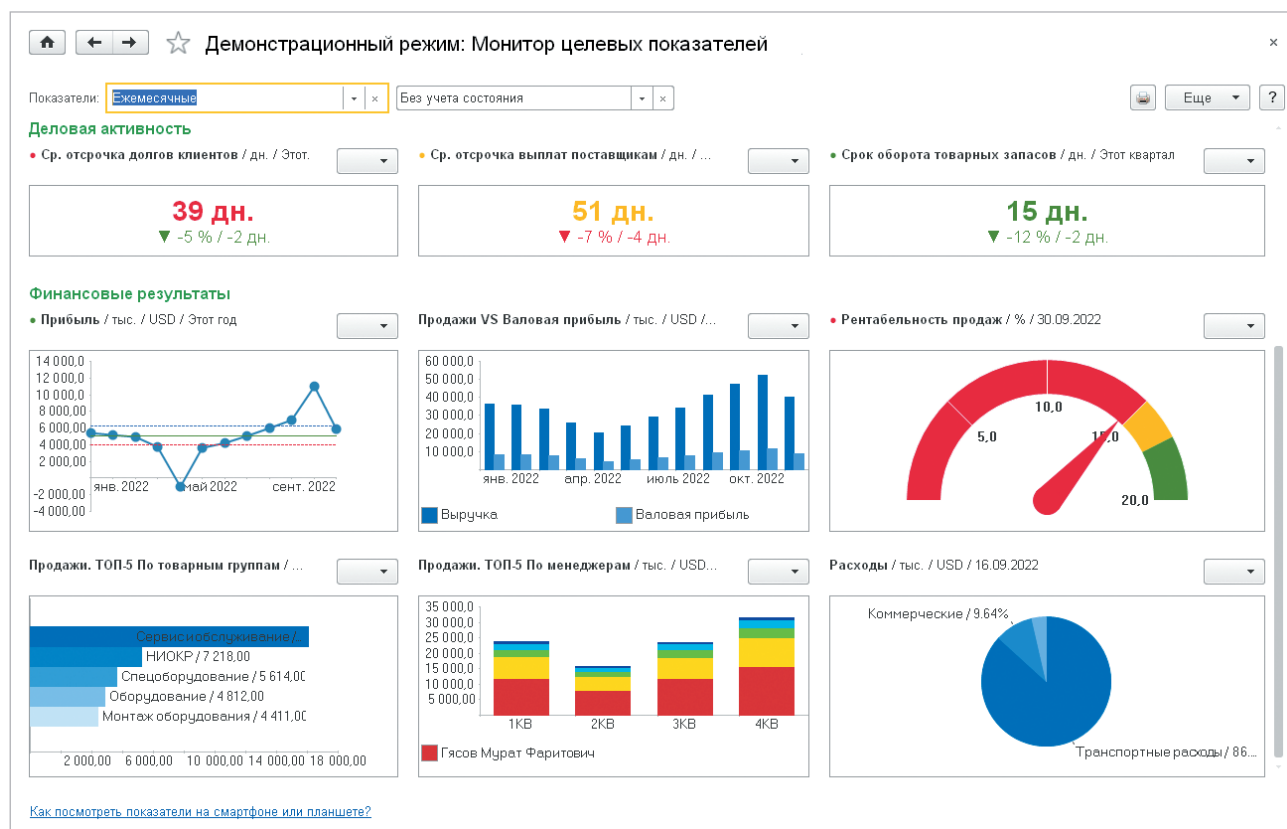 Демонстрационный режим: Монитор целевых показателей
Показатели: Ежемесячные Без учета состояния Еще ?
Деловая активность
Ср. отсрочка долгов клиентов / дн. / Этот. Ср. отсрочка выплат поставщикам / дн. / ... Срок оборота товарных запасов / дн. / Этот квартал
39 дн. 51 дн. 15 дн.
▼ -5 % / -2 дн. ▼ -7 % / -4 дн. ▼ -12 % / -2 дн.
Финансовые результаты
Прибыль / тыс. / USD / Этот год
14 000,0
12 000,0
10 000,0
8 000,00
6 000,00
4 000,00
2 000,00
-2 000,00
-4 000,00
янв. 2022 май 2022 сент. 2022
Продажи VS Валовая прибыль / тыс. / USD /...
60 000,0
50 000,0
40 000,0
30 000,0
20 000,0
10 000,0
янв. 2022 апр. 2022 июль 2022 окт. 2022
Выручка Валовая прибыль
Рентабельность продаж / % / 30.09.2022
5,0 10,0 15,0 20,0
Продажи. ТОП-5 По товарным группам / ...
Сервис и обслуживание /...
НИОКР / 7 218,00
Спецоборудование / 5 614,00
Оборудование / 4 812,00
Монтаж оборудования / 4 411,00
2 000,00 6 000,00 10 000,00 14 000,00 18 000,00
Продажи. ТОП-5 По менеджерам / тыс. / USD...
35 000,0
30 000,0
25 000,0
20 000,0
15 000,0
10 000,0
5 000,00
1КВ 2КВ 3КВ 4КВ
Гясов Мурат Фаритович
Расходы / тыс. / USD / 16.09.2022
Коммерческие / 9.64%
Транспортные расходы / 86....
Как посмотреть показатели на смартфоне или планшете?